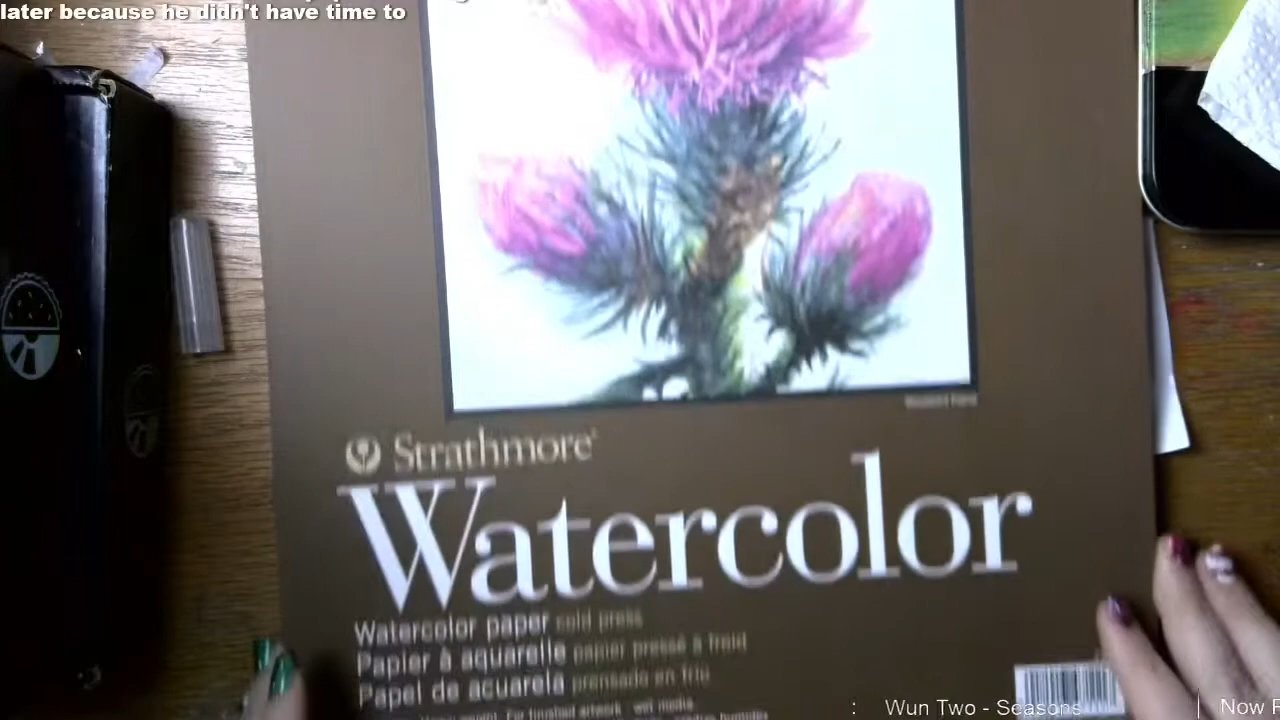 later because he didn't have time to
Strathmore
Watercolor
Watercolor paper cold press
Papier à aquarelle papier pressé à froid
Papel de acuarela prensado en frío
: Wun Two - Seasons | Now